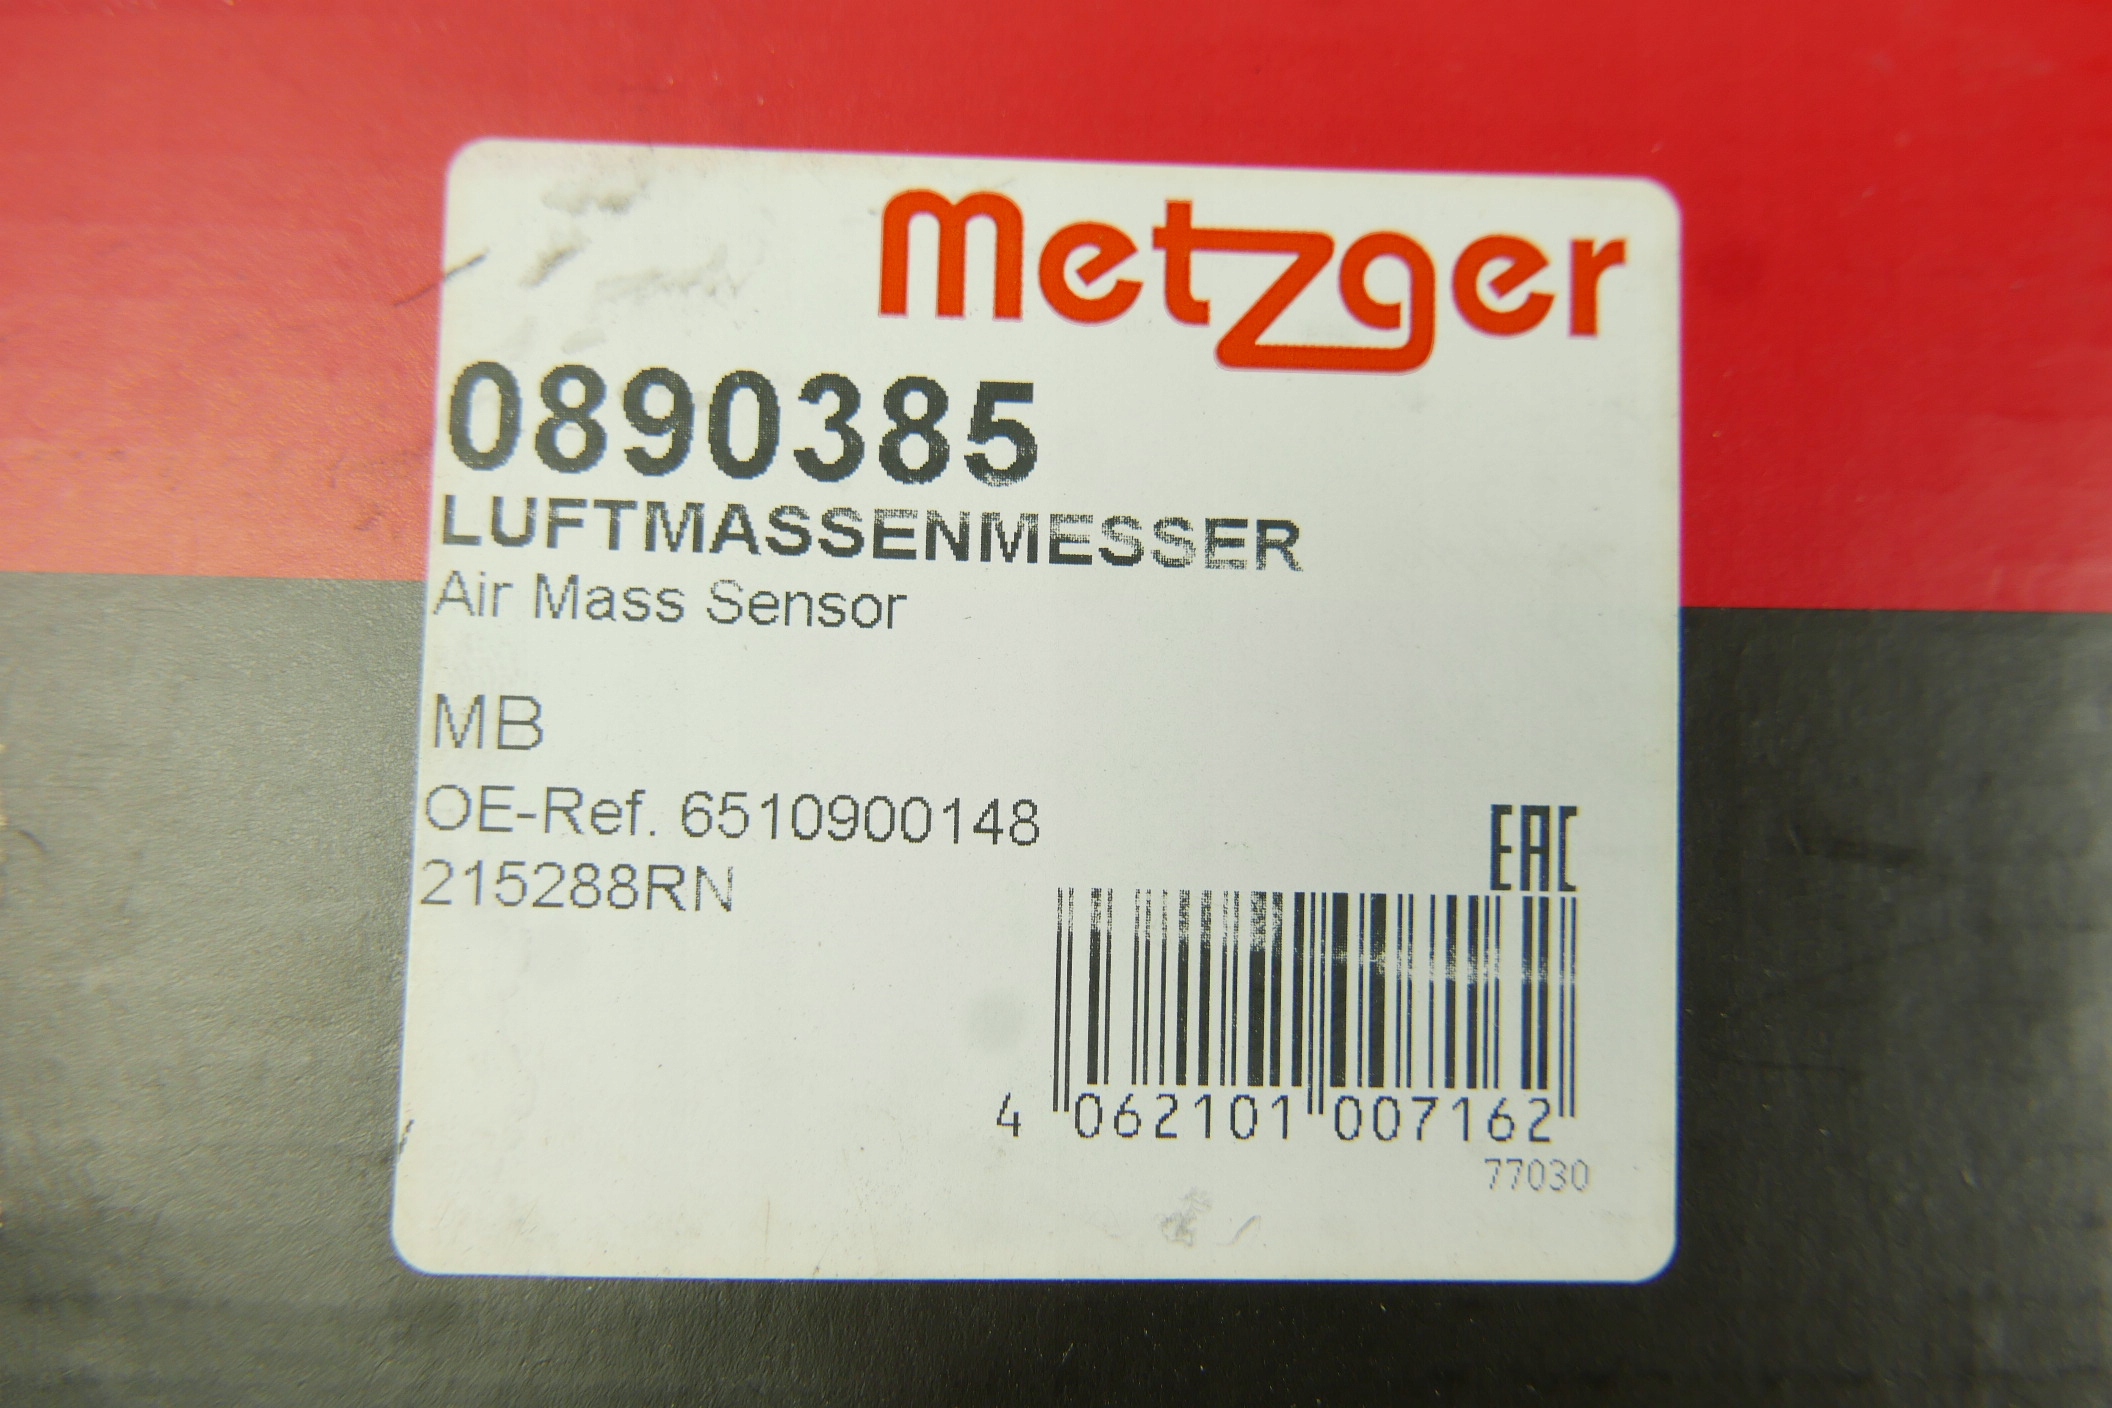 metzger
0890385
LUFTMASSENMESSER
Air Mass Sensor
MB
OE-Ref. 6510900148
215288RN
EAC
4 062101 007162
77030